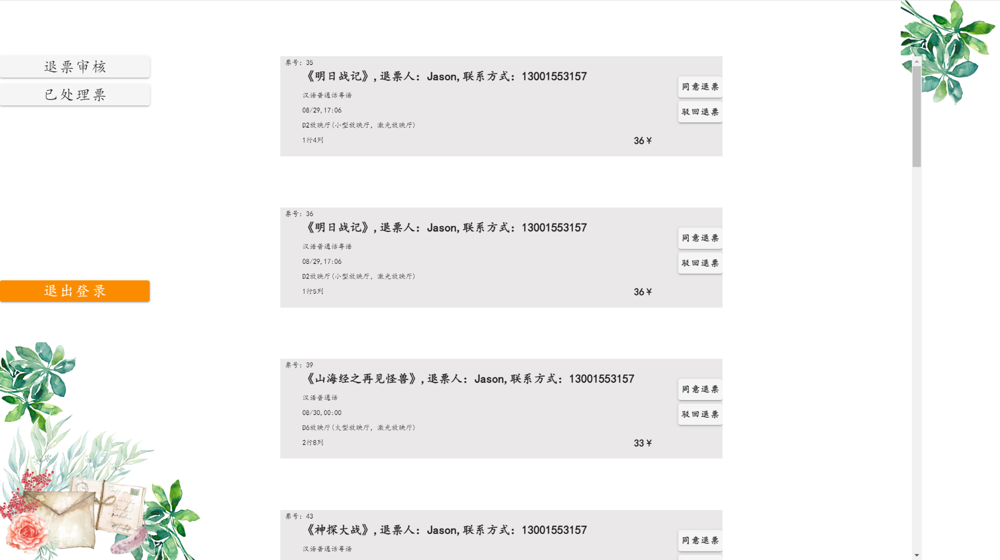 退票审核
已处理票
退出登录
票号: 35
《明日战记》,退票人: Jason,联系方式: 13001553157
汉语普通话粤语
08/29,17:06
D2放映厅(小型放映厅, 激光放映厅)
1行4列
36¥
同意退票
驳回退票
票号: 36
《明日战记》,退票人: Jason,联系方式: 13001553157
汉语普通话粤语
08/29,17:06
D2放映厅(小型放映厅, 激光放映厅)
1行5列
36¥
同意退票
驳回退票
票号: 39
《山海经之再见怪兽》,退票人: Jason,联系方式: 13001553157
汉语普通话
08/30,00:00
D6放映厅(大型放映厅, 激光放映厅)
2行8列
33¥
同意退票
驳回退票
票号: 43
《神探大战》,退票人: Jason,联系方式: 13001553157
汉语普通话粤语
同意退票